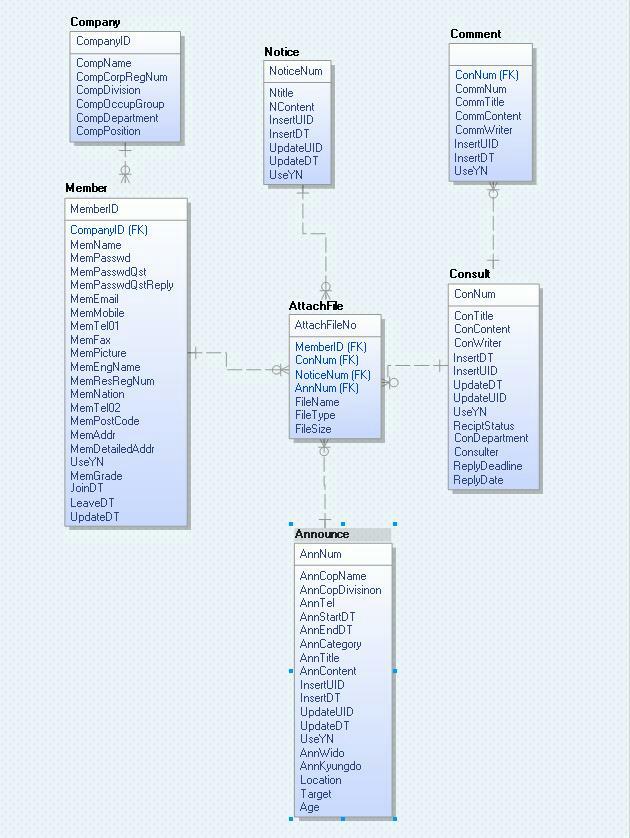 Company
CompanyID
CompName
CompCorpRegNum
CompDivision
CompOccupGroup
CompDepartment
CompPosition
Notice
NoticeNum
Ntitle
NContent
InsertUID
InsertDT
UpdateUID
UpdateDT
UseYN
Comment
ConNum (FK)
CommNum
CommTitle
CommContent
CommWriter
InsertUID
InsertDT
UseYN
Member
MemberID
CompanyID (FK)
MemName
MemPasswd
MemPasswdQst
MemPasswdQstReply
MemEmail
MemMobile
MemTel01
MemFax
MemPicture
MemEngName
MemResRegNum
MemNation
MemTel02
MemPostCode
MemAddr
MemDetailedAddr
UseYN
MemGrade
JoinDT
LeaveDT
UpdateDT
AttachFile
AttachFileNo
MemberID (FK)
ConNum (FK)
NoticeNum (FK)
AnnNum (FK)
FileName
FileType
FileSize
Consult
ConNum
ConTitle
ConContent
ConWriter
InsertDT
InsertUID
UpdateDT
UpdateUID
UseYN
ReciptStatus
ConDepartment
Consulter
ReplyDeadline
ReplyDate
Announce
AnnNum
AnnCopName
AnnCopDivisinon
AnnTel
AnnStartDT
AnnEndDT
AnnCategory
AnnTitle
AnnContent
InsertUID
InsertDT
UpdateUID
UpdateDT
UseYN
AnnWido
AnnKyungdo
Location
Target
Age